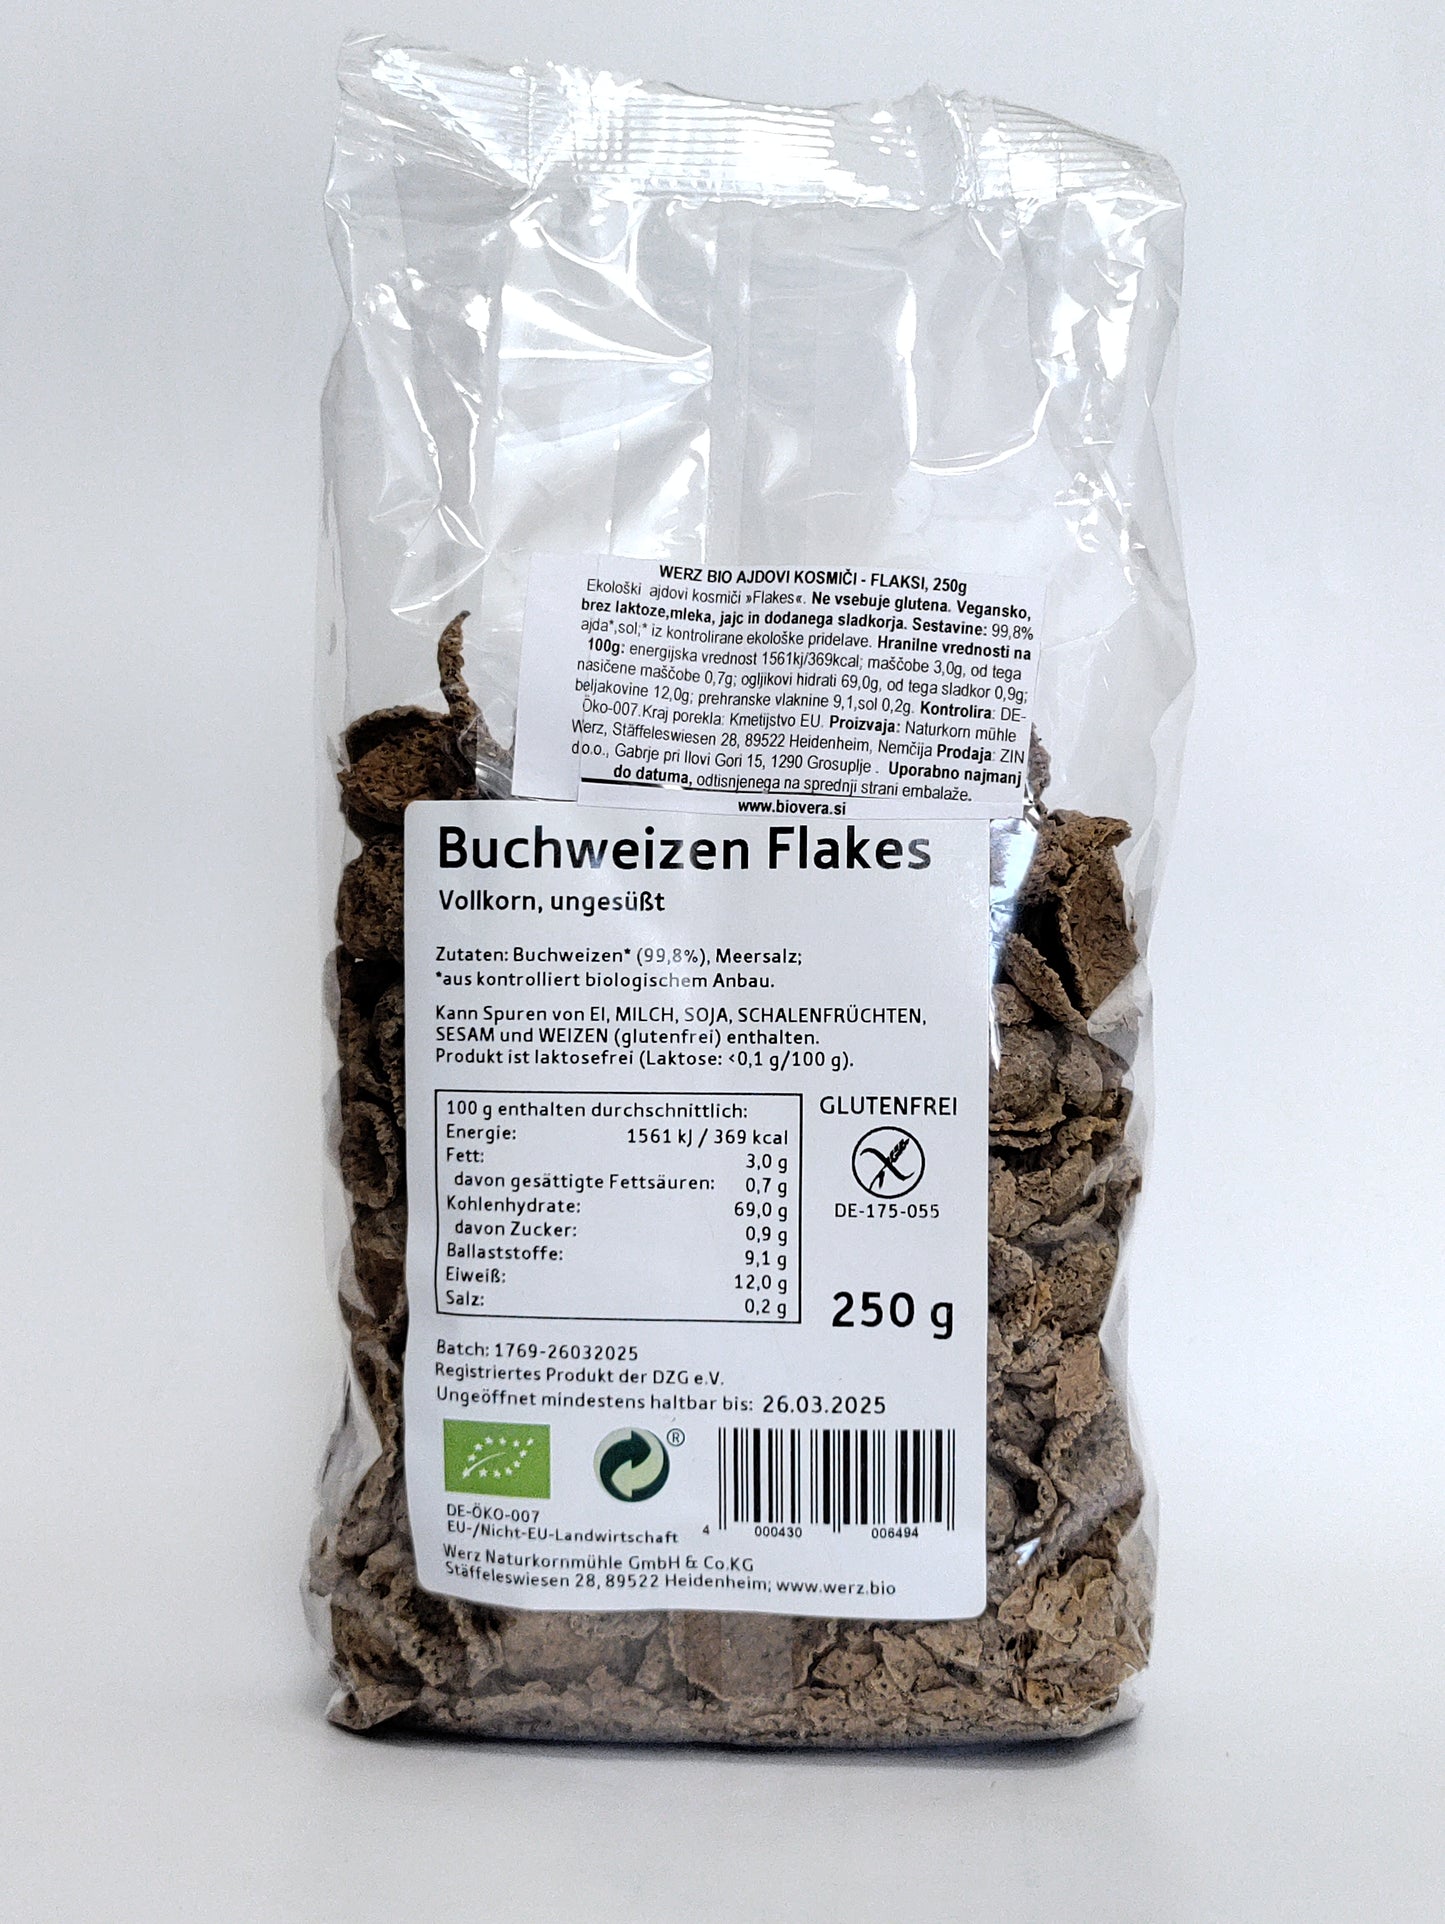 WERZ BIO AJDOVI KOSMIČI - FLAKSI, 250g
Ekološki ajdovi kosmiči »Flakes«. Ne vsebuje glutena. Vegansko,
brez laktoze,mleka, jajc in dodanega sladkorja. Sestavine: 99,8%
ajda*,sol;* iz kontrolirane ekološke pridelave. Hranilne vrednosti na
100g: energijska vrednost 1561kj/369kcal; maščobe 3,0g, od tega
nasičene maščobe 0,7g; ogljikovi hidrati 69,0g, od tega sladkor 0,9g;
beljakovine 12,0g; prehranske vlaknine 9,1,sol 0,2g. Kontrolira: DE-
Öko-007.Kraj porekla: Kmetijstvo EU. Proizvaja: Naturkorn mühle
Werz, Stäffeleswiesen 28, 89522 Heidenheim, Nemčija Prodaja: ZIN
d.o.o., Gabrje pri Ilovi Gori 15, 1290 Grosuplje . Uporabno najmanj
do datuma, odtisnjenega na sprednji strani embalaže.
www.biovera.si
Buchweizen Flakes
Vollkorn, ungesüßt
Zutaten: Buchweizen* (99,8%), Meersalz;
*aus kontrolliert biologischem Anbau.
Kann Spuren von EI, MILCH, SOJA, SCHALENFRÜCHTEN,
SESAM und WEIZEN (glutenfrei) enthalten.
Produkt ist laktosefrei (Laktose: <0,1 g/100 g).
100 g enthalten durchschnittlich:
Energie: 1561 kJ / 369 kcal
Fett: 3,0 g
davon gesättigte Fettsäuren: 0,7 g
Kohlenhydrate: 69,0 g
davon Zucker: 0,9 g
Ballaststoffe: 9,1 g
Eiweiß: 12,0 g
Salz: 0,2 g
GLUTENFREI
DE-175-055
250 g
Batch: 1769-26032025
Registriertes Produkt der DZG e.V.
Ungeöffnet mindestens haltbar bis: 26.03.2025
®
DE-ÖKO-007
EU-/Nicht-EU-Landwirtschaft
4 000430 006494
Werz Naturkornmühle GmbH & Co.KG
Stäffeleswiesen 28, 89522 Heidenheim; www.werz.bio